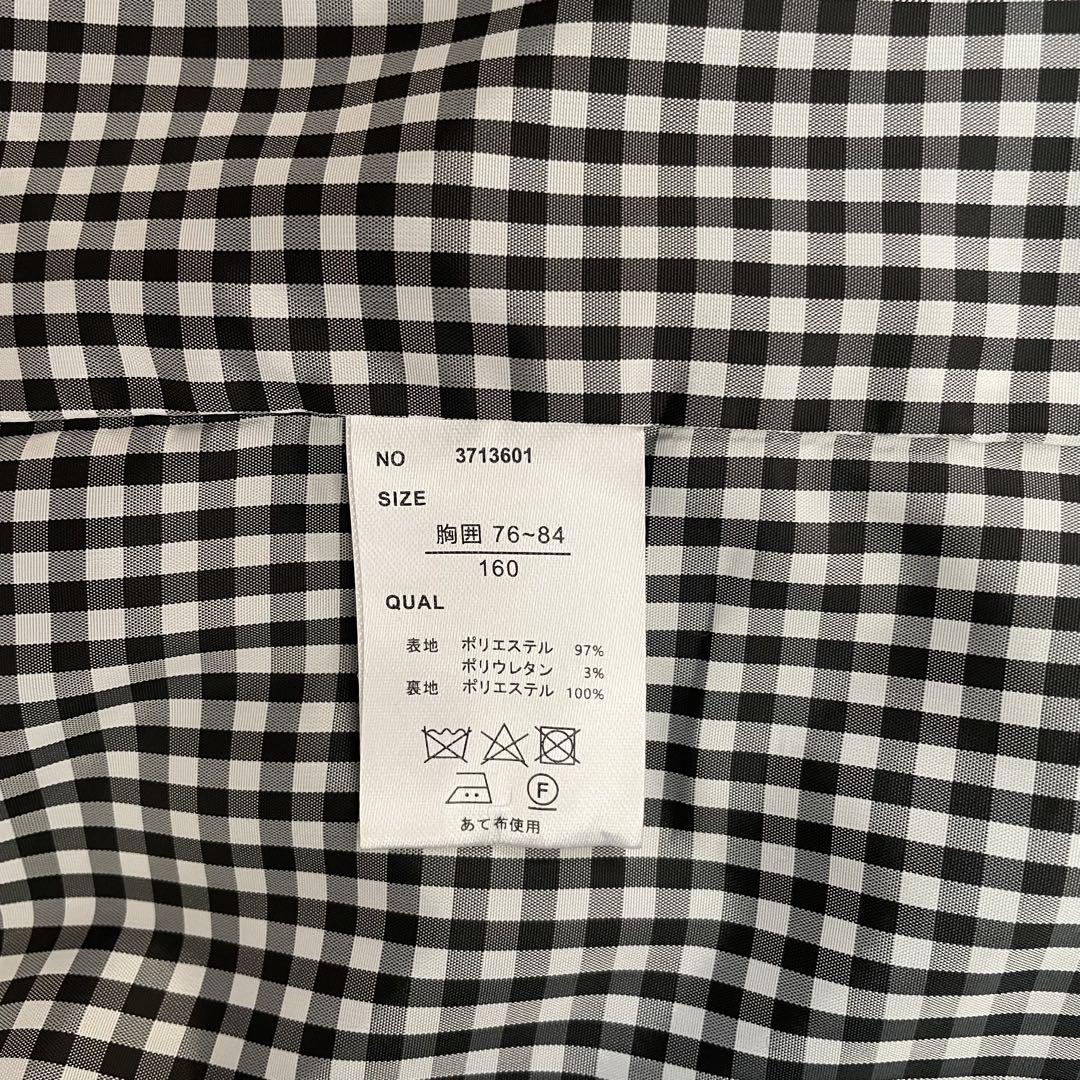 NO 3713601
SIZE
胸囲 76~84
160
QUAL
表地 ポリエステル 97%
ポリウレタン 3%
裏地 ポリエステル 100%
F
あて布使用